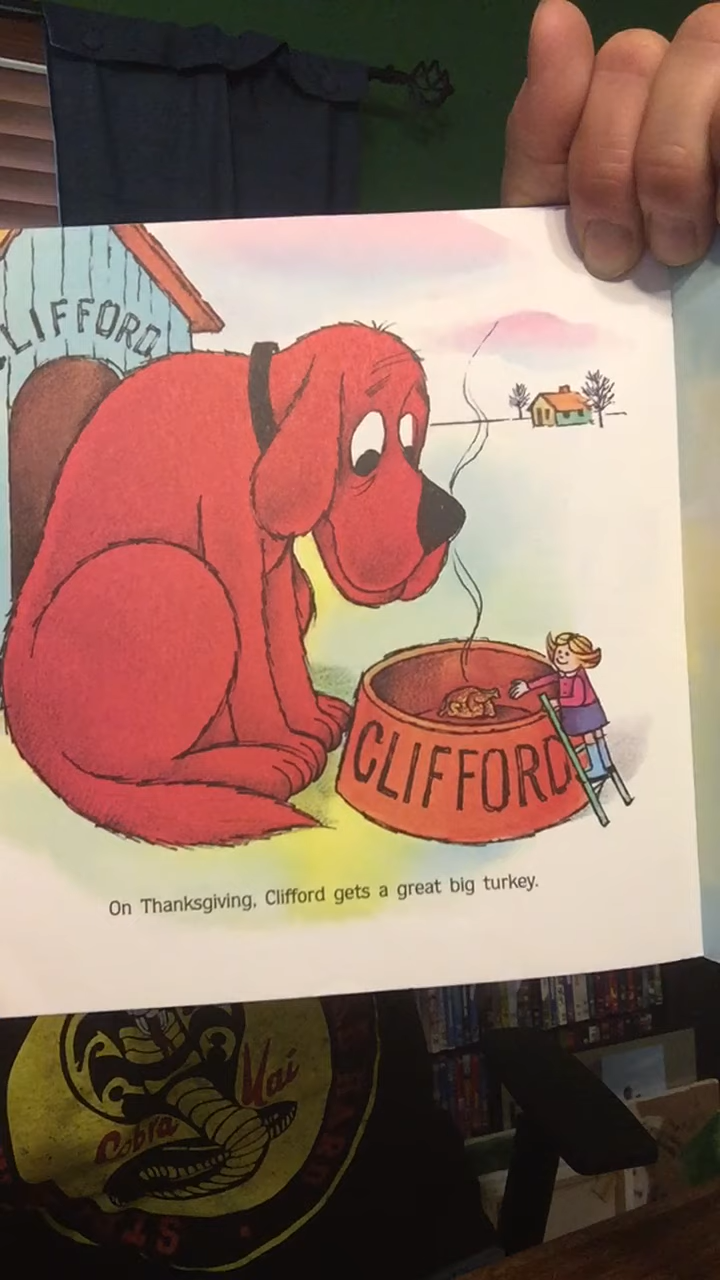 CLIFFORD
CLIFFORD
On Thanksgiving, Clifford gets a great big turkey.
Cobra Kai